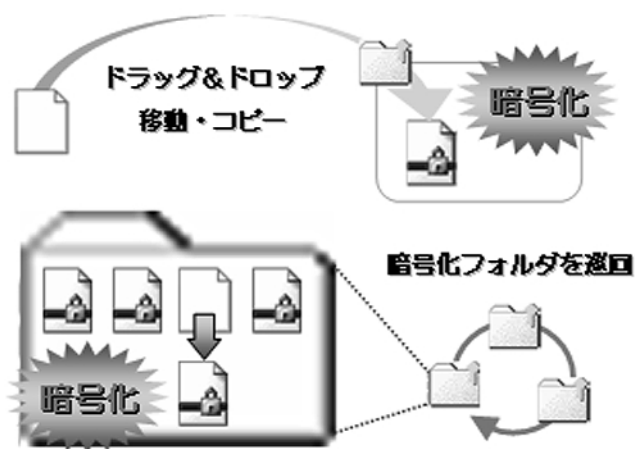 ドラッグ＆ドロップ
移動・コピー
暗号化
暗号化フォルダを巡回
暗号化